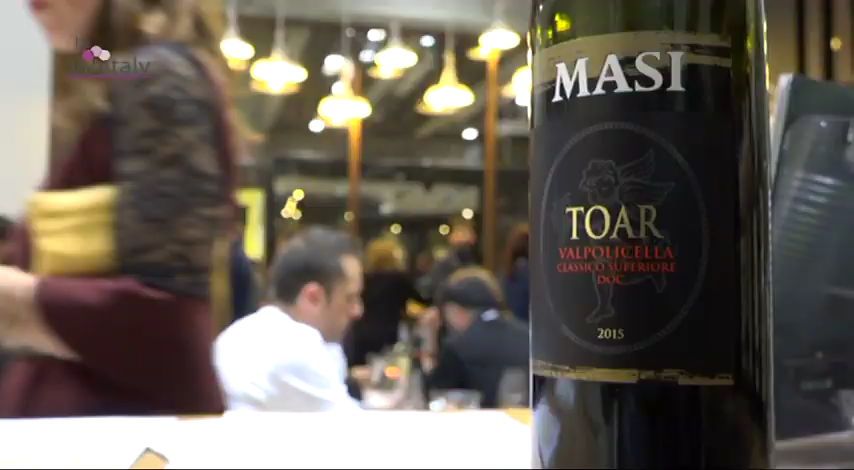 MASI
TOAR
VALPOLICELLA
CLASSICO SUPERIORE
DOC
2015